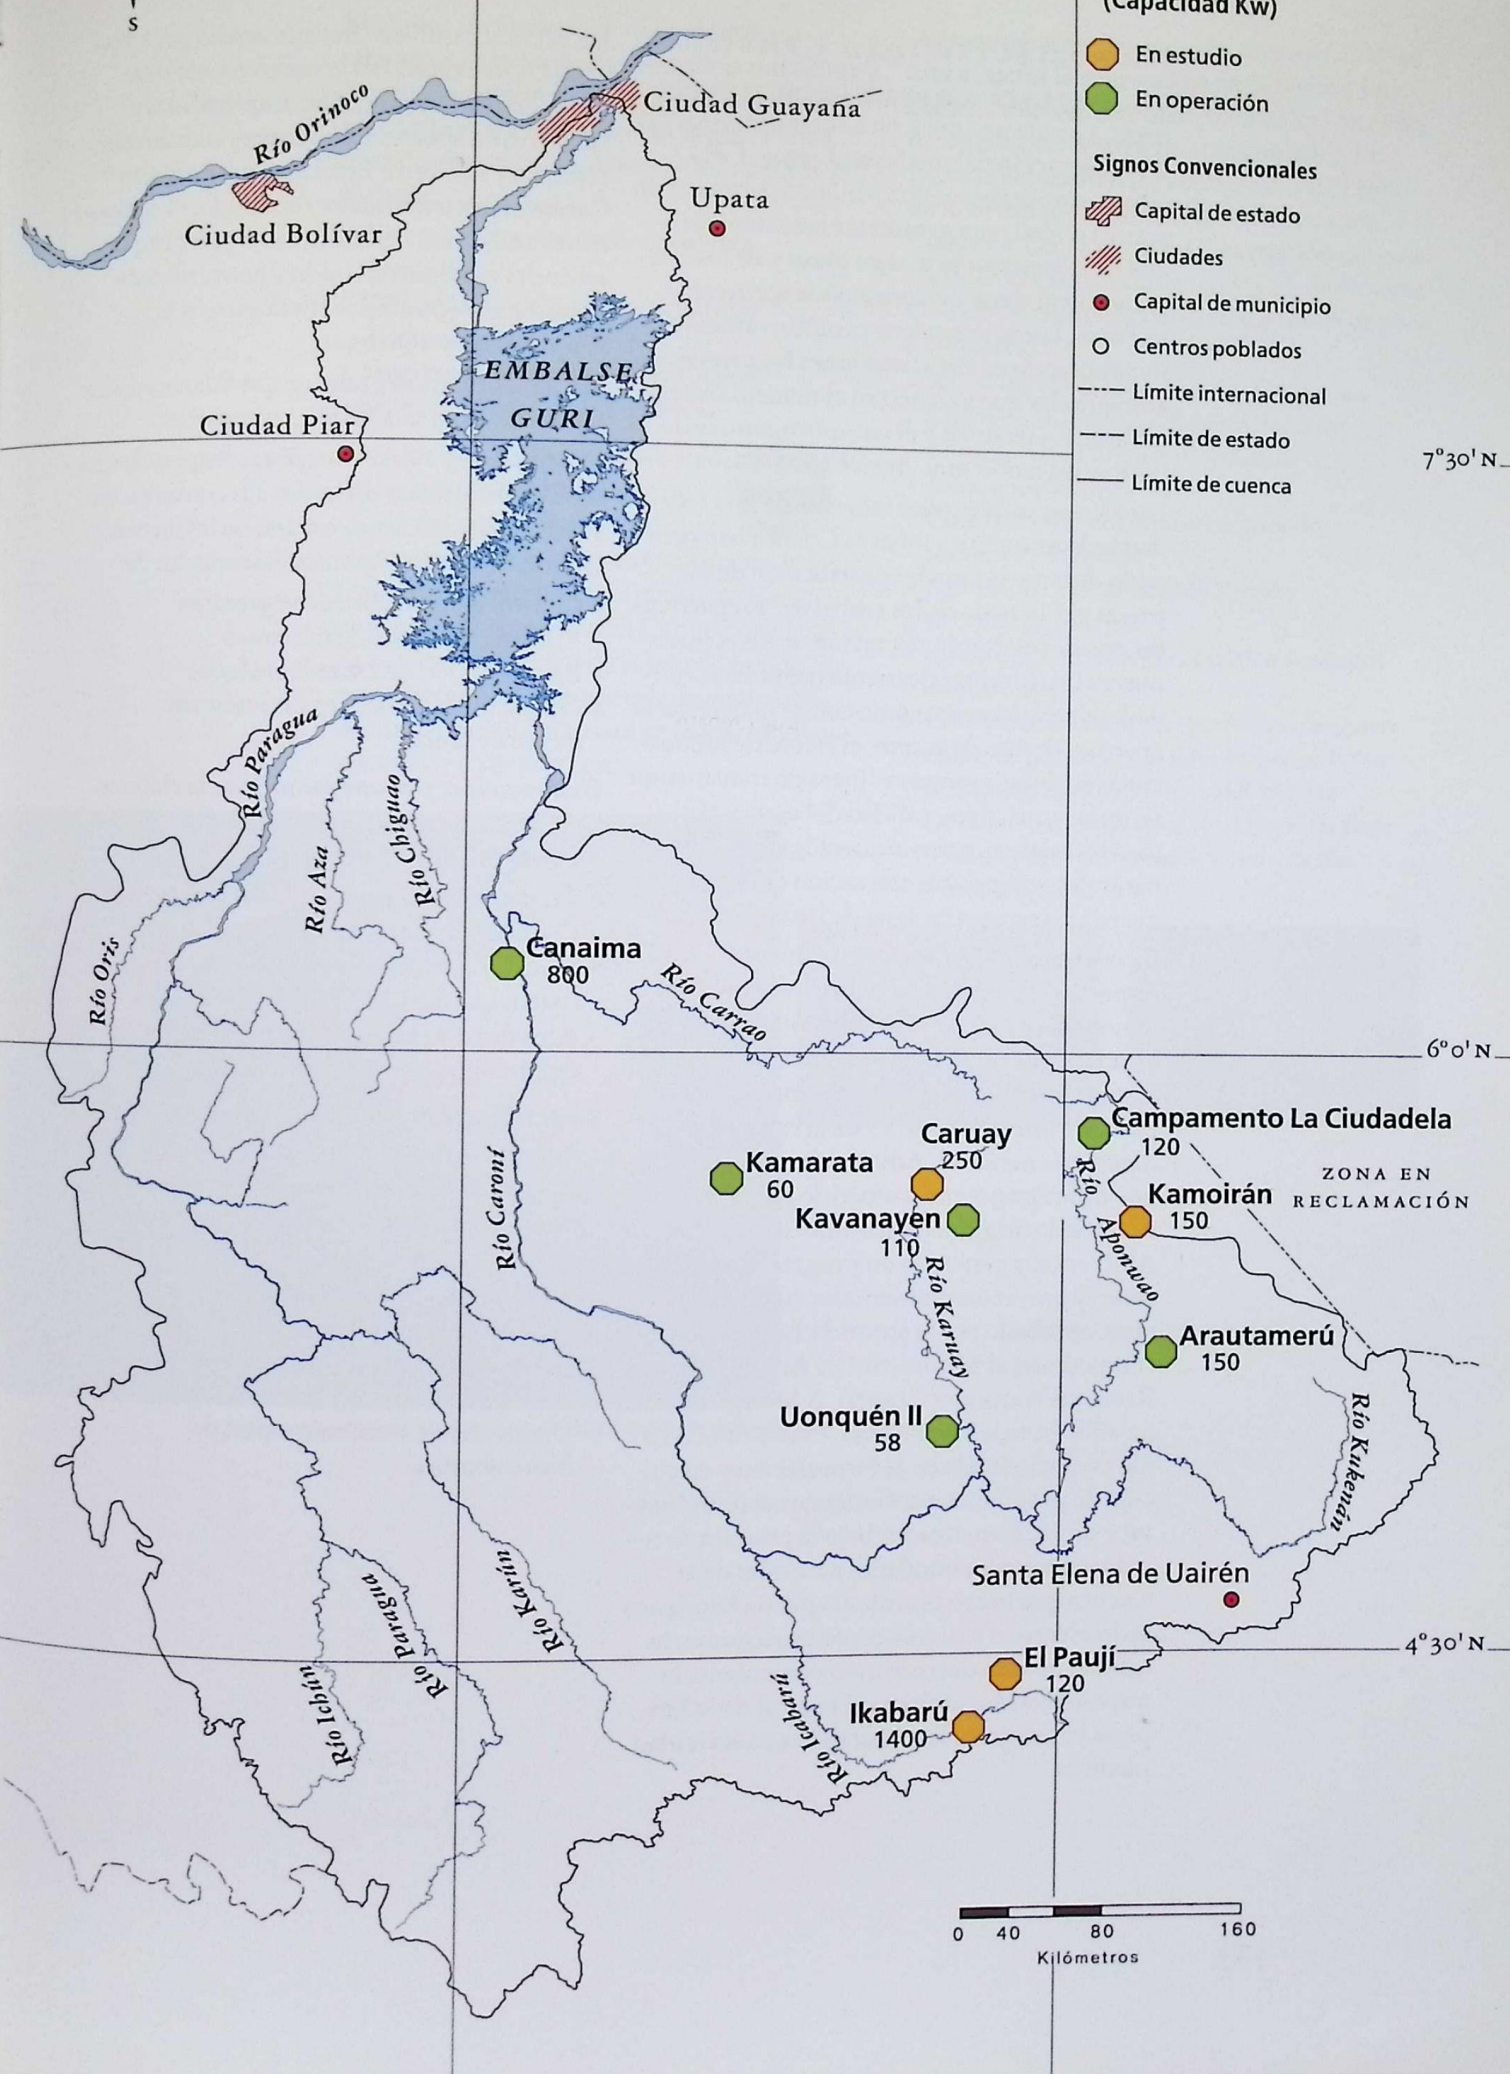 S
(Capacidad Kw)
En estudio
En operación
Signos Convencionales
Capital de estado
Ciudades
Capital de municipio
Centros poblados
Límite internacional
Límite de estado
Límite de cuenca
Río Orinoco
Ciudad Guayana
Ciudad Bolívar
Upata
EMBALSE
GURI
Ciudad Piar
7°30'N
Río Paragua
Río Aza
Río Chiguao
Río Oris
Canaima
800
Río Carrao
6°0'N
Campamento La Ciudadela
120
Caruay
250
Kamarata
60
Kavanayen
110
Río Aponwao
Kamoirán
150
ZONA EN
RECLAMACIÓN
Río Caroní
Río Karuay
Arautamerú
150
Uonquén II
58
Río Kukenán
Santa Elena de Uairén
Río Karún
Río Paragua
Río Ichún
4°30'N
El Paují
120
Ikabarú
1400
Río Icabarú
0 40 80 160
Kilómetros